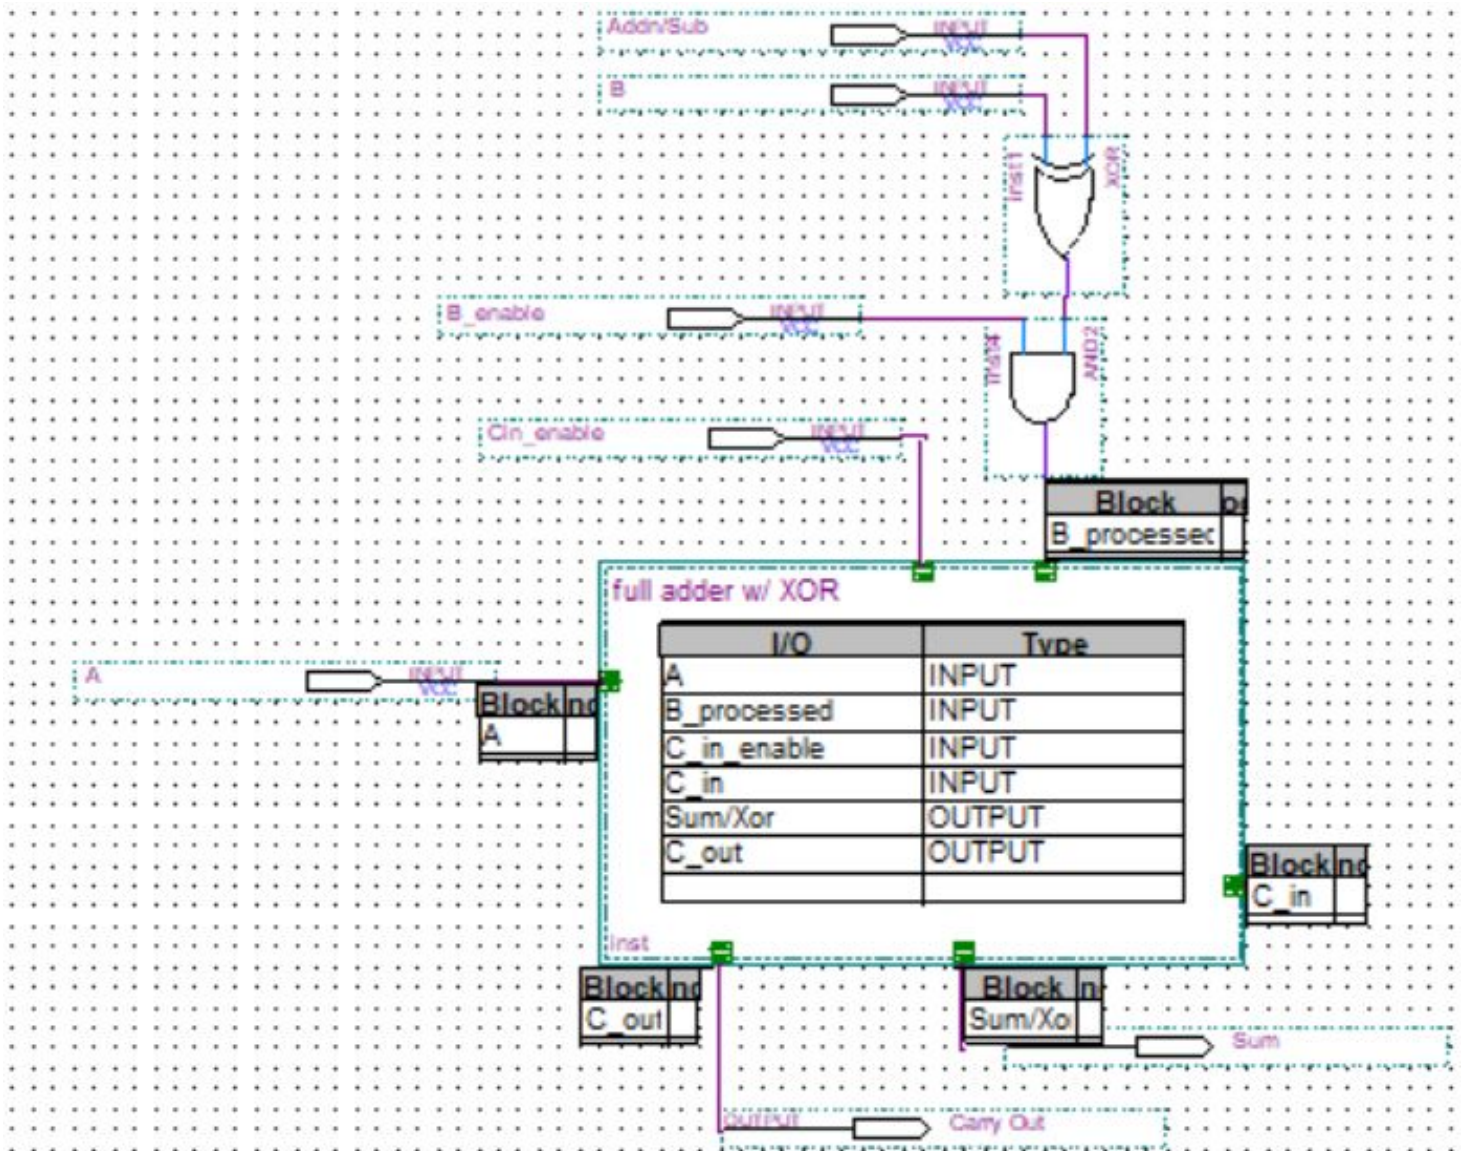 Addn/Sub INPUT VCC
B INPUT VCC
inst1 XOR
B_enable INPUT VCC
inst4 AND2
Cin_enable INPUT VCC
Block
B_processed
full adder w/ XOR
I/O Type
A INPUT
B_processed INPUT
C_in_enable INPUT
C_in INPUT
Sum/Xor OUTPUT
C_out OUTPUT
inst
A INPUT VCC
Block
A
Block
C_in
Block
C_out
Block
Sum/Xo
Sum
OUTPUT Carry Out